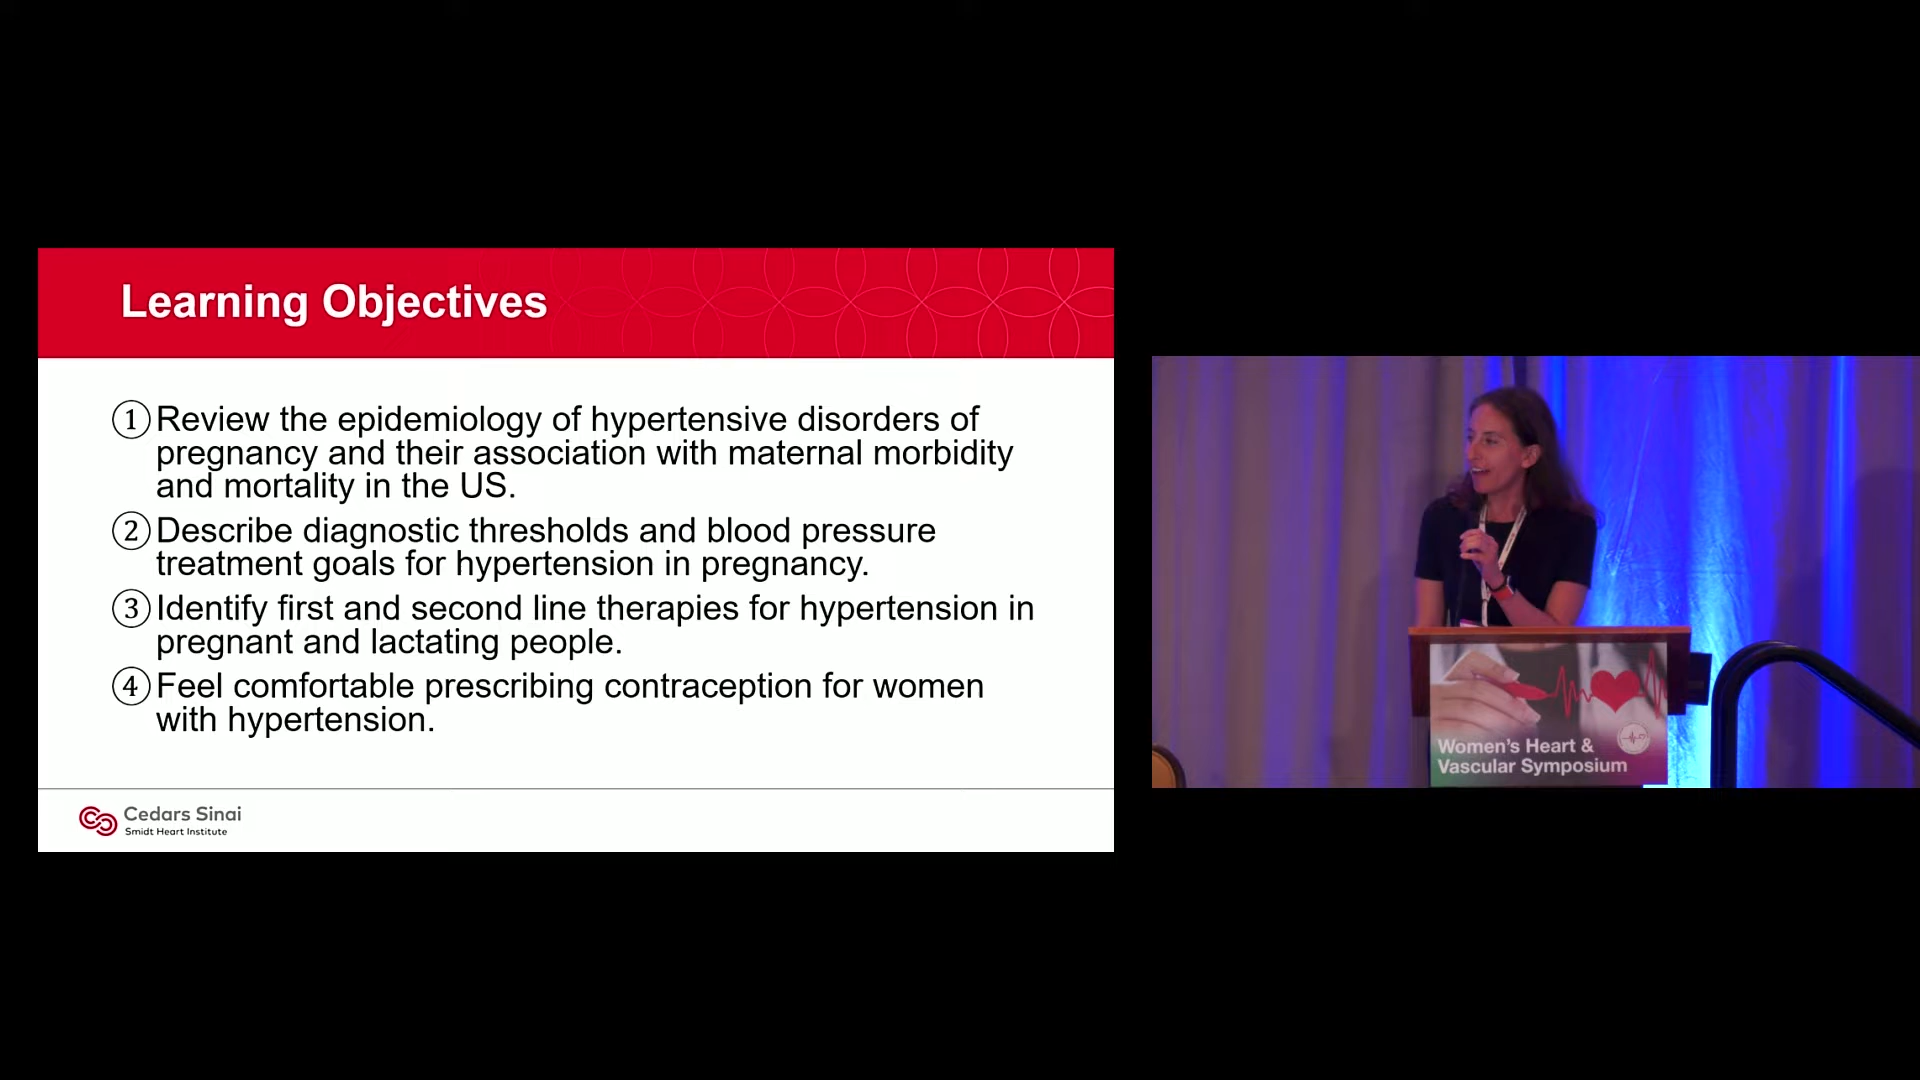 Learning Objectives
① Review the epidemiology of hypertensive disorders of
pregnancy and their association with maternal morbidity
and mortality in the US.
② Describe diagnostic thresholds and blood pressure
treatment goals for hypertension in pregnancy.
③ Identify first and second line therapies for hypertension in
pregnant and lactating people.
④ Feel comfortable prescribing contraception for women
with hypertension.
Cedars Sinai
Smidt Heart Institute
Women's Heart &
Vascular Symposium